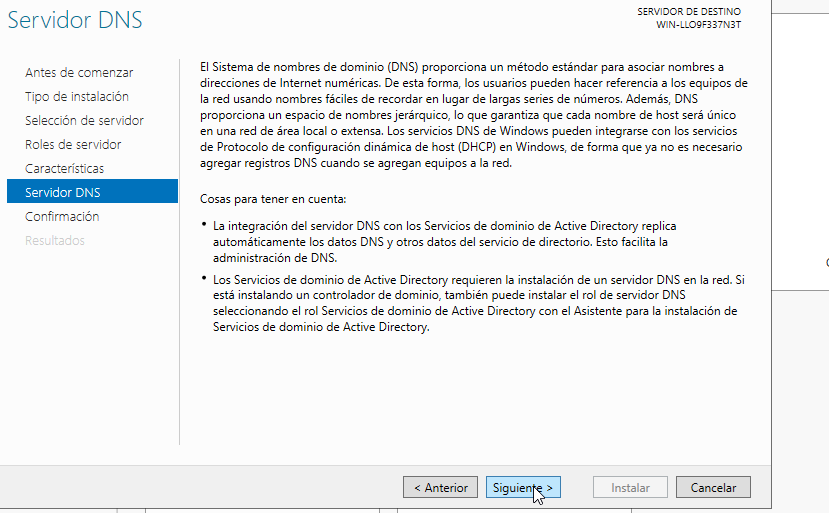 Servidor DNS
SERVIDOR DE DESTINO
WIN-LLO9F337N3T
Antes de comenzar
Tipo de instalación
Selección de servidor
Roles de servidor
Características
Servidor DNS
Confirmación
Resultados
El Sistema de nombres de dominio (DNS) proporciona un método estándar para asociar nombres a
direcciones de Internet numéricas. De esta forma, los usuarios pueden hacer referencia a los equipos de
la red usando nombres fáciles de recordar en lugar de largas series de números. Además, DNS
proporciona un espacio de nombres jerárquico, lo que garantiza que cada nombre de host será único
en una red de área local o extensa. Los servicios DNS de Windows pueden integrarse con los servicios
de Protocolo de configuración dinámica de host (DHCP) en Windows, de forma que ya no es necesario
agregar registros DNS cuando se agregan equipos a la red.
Cosas para tener en cuenta:
• La integración del servidor DNS con los Servicios de dominio de Active Directory replica
automáticamente los datos DNS y otros datos del servicio de directorio. Esto facilita la
administración de DNS.
• Los Servicios de dominio de Active Directory requieren la instalación de un servidor DNS en la red. Si
está instalando un controlador de dominio, también puede instalar el rol de servidor DNS
seleccionando el rol Servicios de dominio de Active Directory con el Asistente para la instalación de
Servicios de dominio de Active Directory.
< Anterior
Siguiente >
Instalar
Cancelar